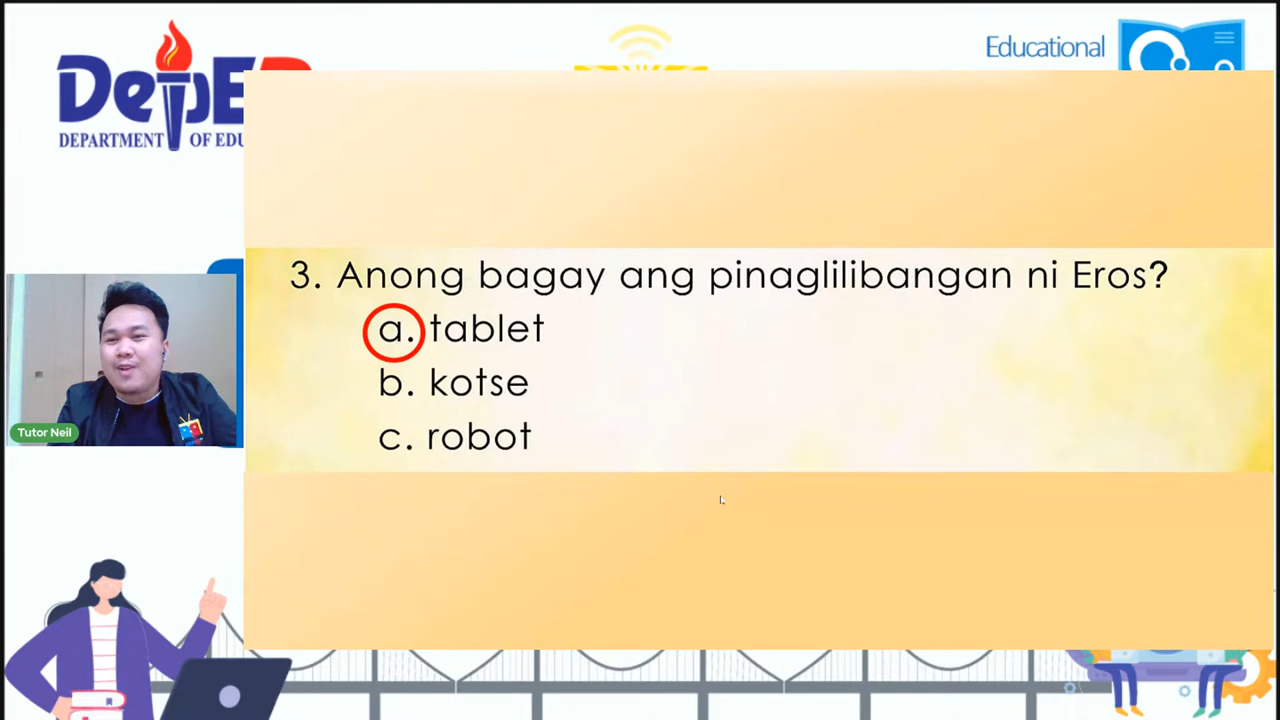 DepED
DEPARTMENT OF EDU
Educational
3. Anong bagay ang pinaglilibangan ni Eros?
a. tablet
b. kotse
c. robot
Tutor Neil